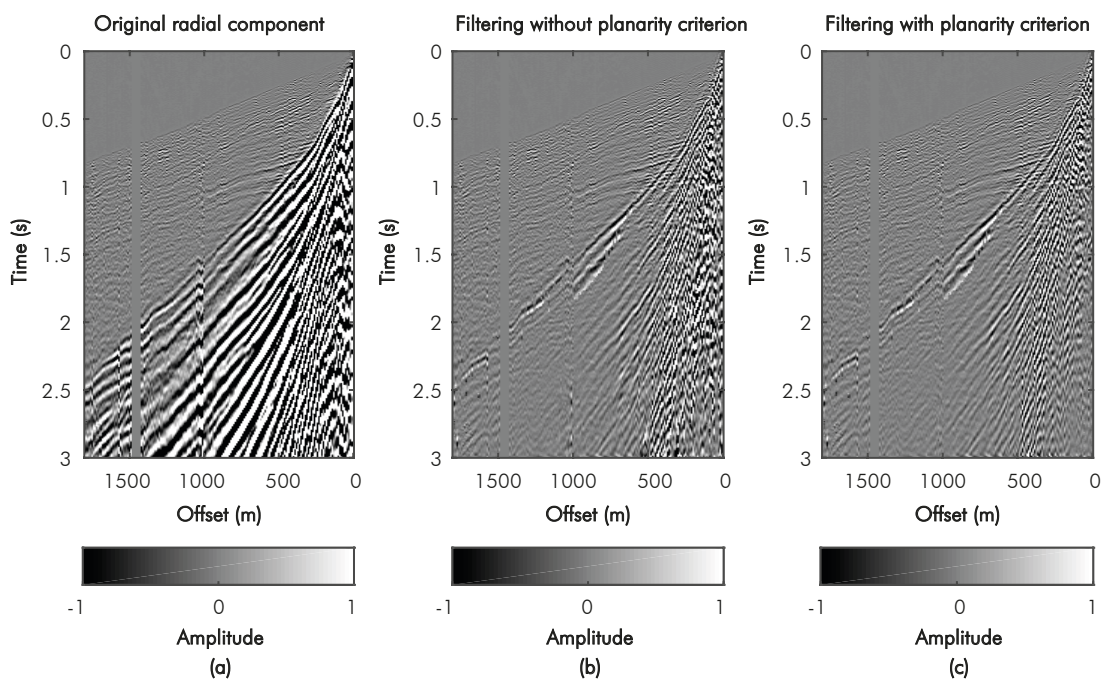 Original radial component
Filtering without planarity criterion
Filtering with planarity criterion
0
0.5
1
1.5
2
2.5
3
Time (s)
1500 1000 500 0
Offset (m)
0
0.5
1
1.5
2
2.5
3
Time (s)
1500 1000 500 0
Offset (m)
0
0.5
1
1.5
2
2.5
3
Time (s)
1500 1000 500 0
Offset (m)
-1 0 1
Amplitude
(a)
-1 0 1
Amplitude
(b)
-1 0 1
Amplitude
(c)